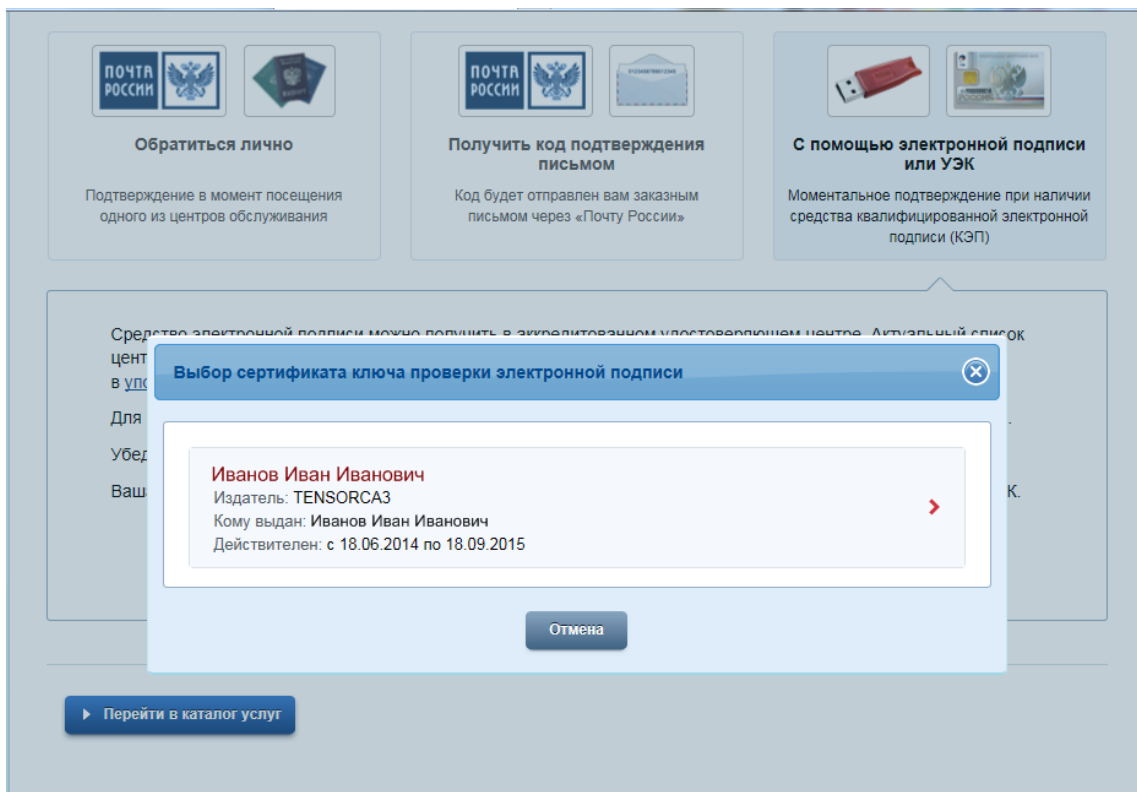 ПОЧТА
РОССИИ
Обратиться лично
Подтверждение в момент посещения
одного из центров обслуживания
ПОЧТА
РОССИИ
Получить код подтверждения
письмом
Код будет отправлен вам заказным
письмом через «Почту России»
С помощью электронной подписи
или УЭК
Моментальное подтверждение при наличии
средства квалифицированной электронной
подписи (КЭП)
Средство электронной подписи можно получить в аккредитованном удостоверяющем центре. Актуальный список
цент
в упо
Для
Убед
Ваш
К.
Выбор сертификата ключа проверки электронной подписи
Иванов Иван Иванович
Издатель: TENSORCA3
Кому выдан: Иванов Иван Иванович
Действителен: с 18.06.2014 по 18.09.2015
Отмена
Перейти в каталог услуг